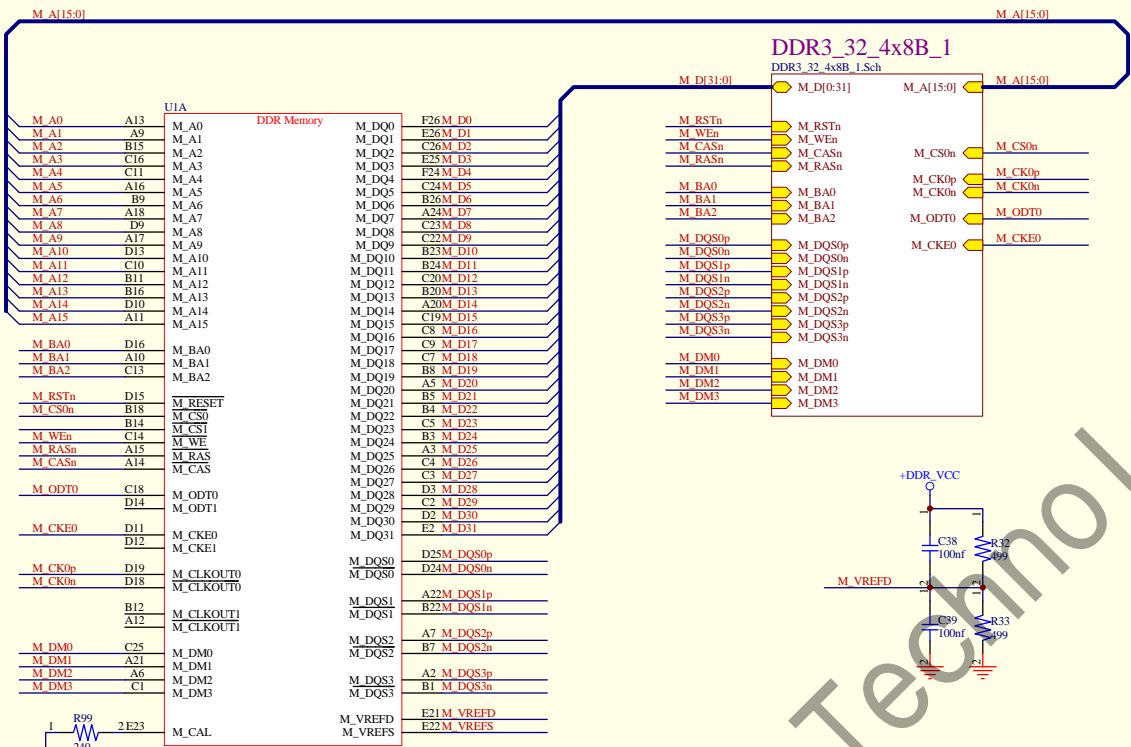 M_A[15:0] M_A[15:0]
DDR3_32_4x8B_1
DDR3_32_4x8B_1.Sch
M_D[31:0] M_D[0:31] M_A[15:0] M_A[15:0]
U1A
DDR Memory
M_A0 A13 M_A0 M_DQ0 F26 M_D0
M_A1 A9 M_A1 M_DQ1 E26 M_D1
M_A2 B15 M_A2 M_DQ2 C26 M_D2
M_A3 C16 M_A3 M_DQ3 E25 M_D3
M_A4 C11 M_A4 M_DQ4 F24 M_D4
M_A5 A16 M_A5 M_DQ5 C24 M_D5
M_A6 B9 M_A6 M_DQ6 B26 M_D6
M_A7 A18 M_A7 M_DQ7 A24 M_D7
M_A8 D9 M_A8 M_DQ8 C23 M_D8
M_A9 A17 M_A9 M_DQ9 C22 M_D9
M_A10 D13 M_A10 M_DQ10 B23 M_D10
M_A11 C10 M_A11 M_DQ11 B24 M_D11
M_A12 B11 M_A12 M_DQ12 C20 M_D12
M_A13 B16 M_A13 M_DQ13 B20 M_D13
M_A14 D10 M_A14 M_DQ14 A20 M_D14
M_A15 A11 M_A15 M_DQ15 C19 M_D15
M_DQ16 C8 M_D16
M_BA0 D16 M_BA0 M_DQ17 C9 M_D17
M_BA1 A10 M_BA1 M_DQ18 C7 M_D18
M_BA2 C13 M_BA2 M_DQ19 B8 M_D19
M_DQ20 A5 M_D20
M_RSTn D15 M_RESET M_DQ21 B5 M_D21
M_CS0n B18 M_CS0 M_DQ22 B4 M_D22
B14 M_CS1 M_DQ23 C5 M_D23
M_WEn C14 M_WE M_DQ24 B3 M_D24
M_RASn A15 M_RAS M_DQ25 A3 M_D25
M_CASn A14 M_CAS M_DQ26 C4 M_D26
M_DQ27 C3 M_D27
M_ODT0 C18 M_ODT0 M_DQ28 D3 M_D28
D14 M_ODT1 M_DQ29 C2 M_D29
M_DQ30 D2 M_D30
M_CKE0 D11 M_CKE0 M_DQ31 E2 M_D31
D12 M_CKE1
M_DQS0 D25 M_DQS0p
M_CK0p D19 M_CLKOUT0 M_DQS0 D24 M_DQS0n
M_CK0n D18 M_CLKOUT0
M_DQS1 A22 M_DQS1p
B12 M_CLKOUT1 M_DQS1 B22 M_DQS1n
A12 M_CLKOUT1
M_DQS2 A7 M_DQS2p
M_DM0 C25 M_DM0 M_DQS2 B7 M_DQS2n
M_DM1 A21 M_DM1
M_DM2 A6 M_DM2 M_DQS3 A2 M_DQS3p
M_DM3 C1 M_DM3 M_DQS3 B1 M_DQS3n
M_VREFD E21 M_VREFD
R99
1 2 E23 M_CAL M_VREFS E22 M_VREFS
M_RSTn M_RSTn
M_WEn M_WEn
M_CASn M_CASn M_CS0n M_CS0n
M_RASn M_RASn
M_CK0p M_CK0p
M_BA0 M_BA0 M_CK0n M_CK0n
M_BA1 M_BA1
M_BA2 M_BA2 M_ODT0 M_ODT0
M_DQS0p M_DQS0p M_CKE0 M_CKE0
M_DQS0n M_DQS0n
M_DQS1p M_DQS1p
M_DQS1n M_DQS1n
M_DQS2p M_DQS2p
M_DQS2n M_DQS2n
M_DQS3p M_DQS3p
M_DQS3n M_DQS3n
M_DM0 M_DM0
M_DM1 M_DM1
M_DM2 M_DM2
M_DM3 M_DM3
+DDR_VCC
1 1
C38 R32
100nf 499
2 2
M_VREFD
1 1
C39 R33
100nf 499
2 2
Techno